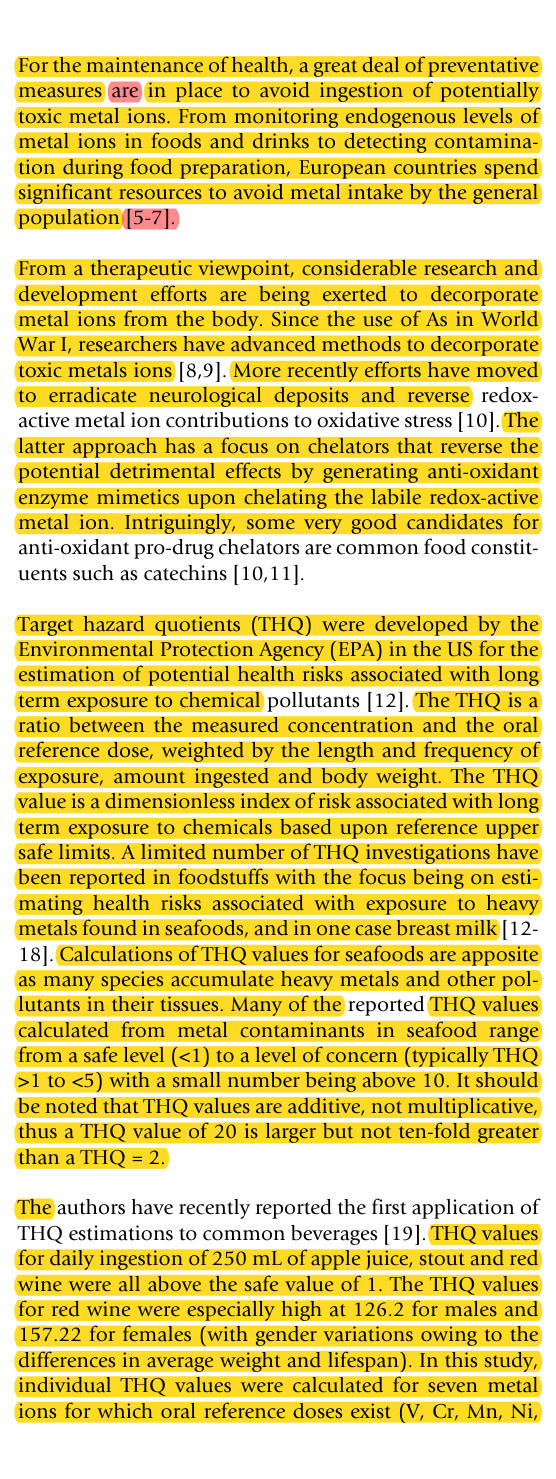 For the maintenance of health, a great deal of preventative
measures are in place to avoid ingestion of potentially
toxic metal ions. From monitoring endogenous levels of
metal ions in foods and drinks to detecting contamina-
tion during food preparation, European countries spend
significant resources to avoid metal intake by the general
population [5-7].
From a therapeutic viewpoint, considerable research and
development efforts are being exerted to decorporate
metal ions from the body. Since the use of As in World
War I, researchers have advanced methods to decorporate
toxic metals ions [8,9]. More recently efforts have moved
to erradicate neurological deposits and reverse redox-
active metal ion contributions to oxidative stress [10]. The
latter approach has a focus on chelators that reverse the
potential detrimental effects by generating anti-oxidant
enzyme mimetics upon chelating the labile redox-active
metal ion. Intriguingly, some very good candidates for
anti-oxidant pro-drug chelators are common food constit-
uents such as catechins [10,11].
Target hazard quotients (THQ) were developed by the
Environmental Protection Agency (EPA) in the US for the
estimation of potential health risks associated with long
term exposure to chemical pollutants [12]. The THQ is a
ratio between the measured concentration and the oral
reference dose, weighted by the length and frequency of
exposure, amount ingested and body weight. The THQ
value is a dimensionless index of risk associated with long
term exposure to chemicals based upon reference upper
safe limits. A limited number of THQ investigations have
been reported in foodstuffs with the focus being on esti-
mating health risks associated with exposure to heavy
metals found in seafoods, and in one case breast milk [12-
18]. Calculations of THQ values for seafoods are apposite
as many species accumulate heavy metals and other pol-
lutants in their tissues. Many of the reported THQ values
calculated from metal contaminants in seafood range
from a safe level (<1) to a level of concern (typically THQ
>1 to <5) with a small number being above 10. It should
be noted that THQ values are additive, not multiplicative,
thus a THQ value of 20 is larger but not ten-fold greater
than a THQ = 2.
The authors have recently reported the first application of
THQ estimations to common beverages [19]. THQ values
for daily ingestion of 250 mL of apple juice, stout and red
wine were all above the safe value of 1. The THQ values
for red wine were especially high at 126.2 for males and
157.22 for females (with gender variations owing to the
differences in average weight and lifespan). In this study,
individual THQ values were calculated for seven metal
ions for which oral reference doses exist (V, Cr, Mn, Ni,